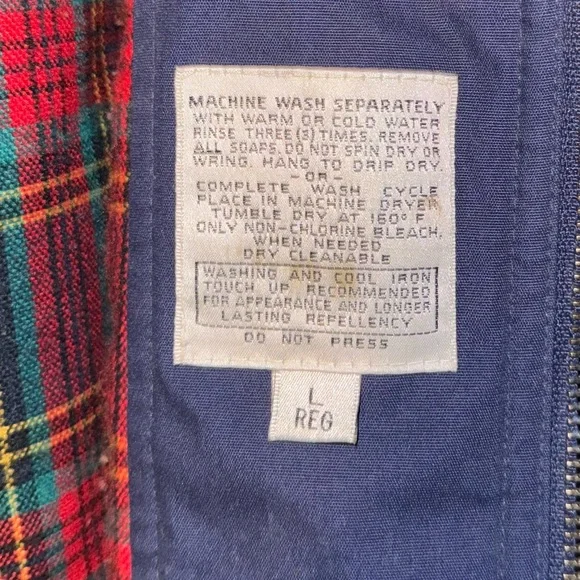 MACHINE WASH SEPARATELY
WITH WARM OR COLD WATER
RINSE THREE (3) TIMES. REMOVE
ALL SOAPS. DO NOT SPIN DRY OR
WRING. HANG TO DRIP DRY.
-OR-
COMPLETE WASH CYCLE
PLACE IN MACHINE DRYER
TUMBLE DRY AT 160° F
ONLY NON-CHLORINE BLEACH,
WHEN NEEDED
DRY CLEANABLE
WASHING AND COOL IRON
TOUCH UP RECOMMENDED
FOR APPEARANCE AND LONGER
LASTING REPELLENCY
DO NOT PRESS
L
REG